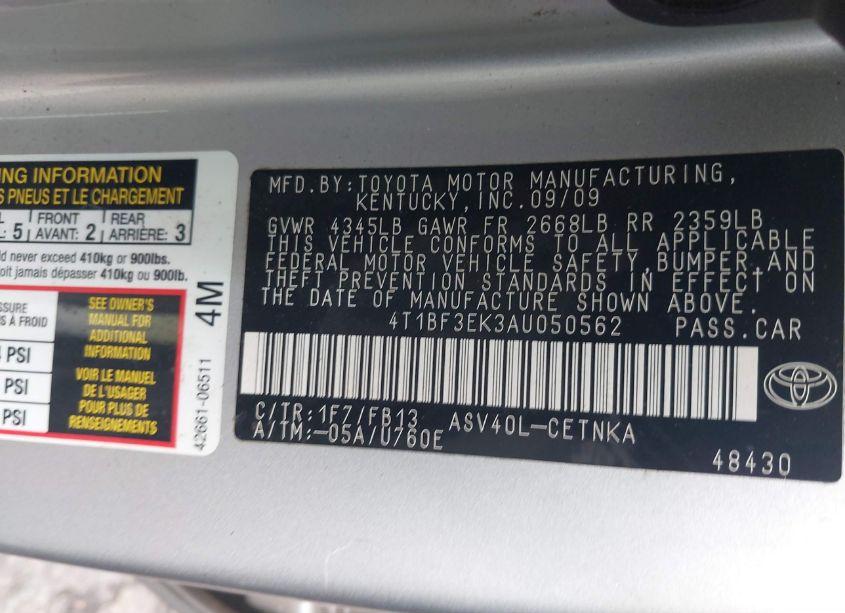 NG INFORMATION
S PNEUS ET LE CHARGEMENT
L : 5 FRONT AVANT: 2 REAR ARRIÈRE: 3
ld never exceed 410kg or 900lbs.
oit jamais dépasser 410 kg ou 900lb.
SSURE
S À FROID
PSI
PSI
PSI
SEE OWNER'S
MANUAL FOR
ADDITIONAL
INFORMATION
VOIR LE MANUEL
DE L'USAGER
POUR PLUS DE
RENSEIGNEMENTS
4M
42661-06511
MFD.BY:TOYOTA MOTOR MANUFACTURING,
KENTUCKY,INC.09/09
GVWR 4345LB GAWR FR 2668LB RR 2359LB
THIS VEHICLE CONFORMS TO ALL APPLICABLE
FEDERAL MOTOR VEHICLE SAFETY,BUMPER,AND
THEFT PREVENTION STANDARDS IN EFFECT ON
THE DATE OF MANUFACTURE SHOWN ABOVE.
4T1BF3EK3AU050562 PASS.CAR
C/TR:1F7/FB13 ASV40L-CETNKA
A/TM:-05A/U760E
48430